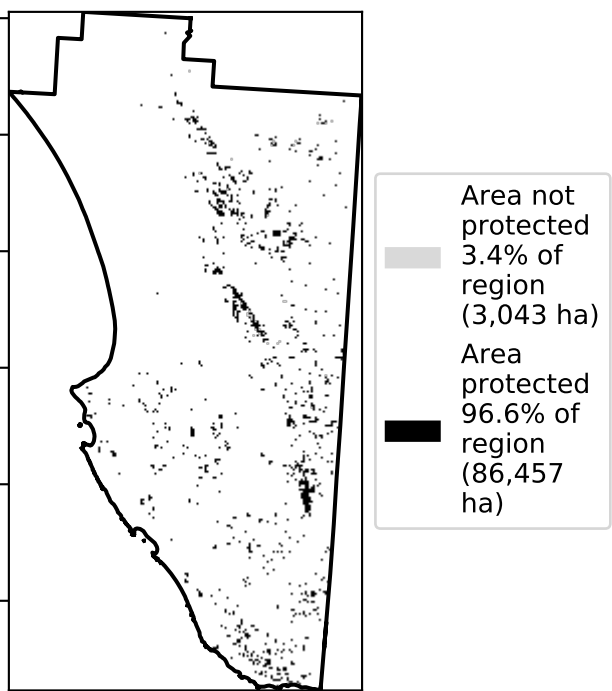 Area not
protected
3.4% of
region
(3,043 ha)
Area
protected
96.6% of
region
(86,457
ha)